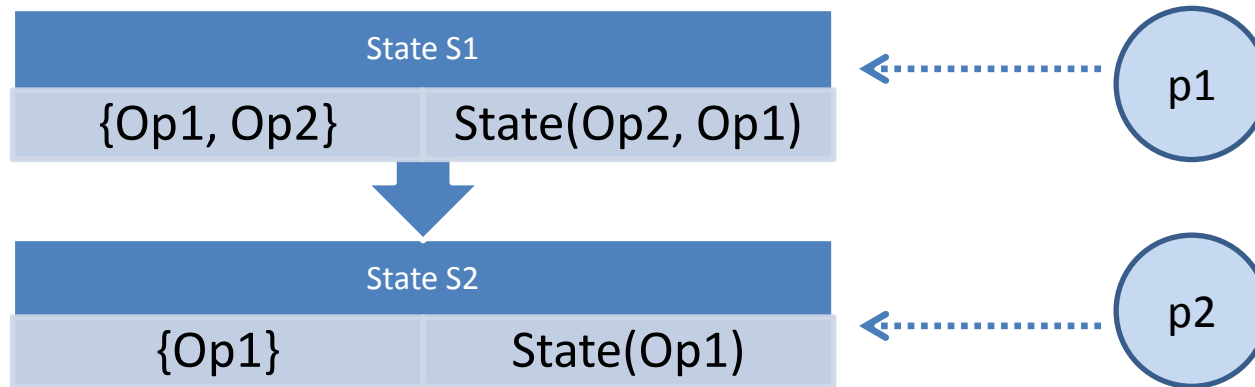 State S1
p1
{Op1, Op2} State(Op2, Op1)
State S2
p2
{Op1} State(Op1)